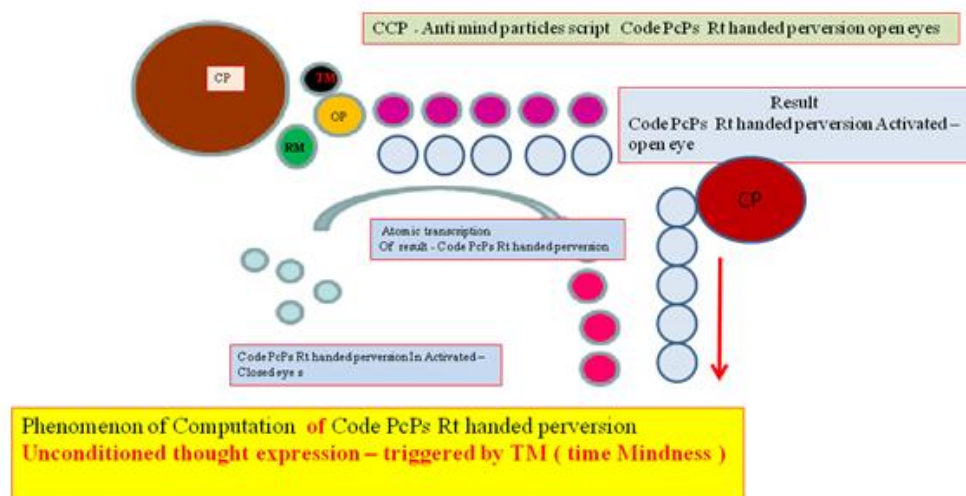 CCP - Anti mind particles script Code PcPs Rt handed perversion open eyes
CP
TM
OP
RM
Result
Code PcPs Rt handed perversion Activated –
open eye
CP
Atomic transcription
Of result - Code PcPs Rt handed perversion
Code PcPs Rt handed perversion In Activated –
Closed eye s
Phenomenon of Computation of Code PcPs Rt handed perversion
Unconditioned thought expression – triggered by TM ( time Mindness )